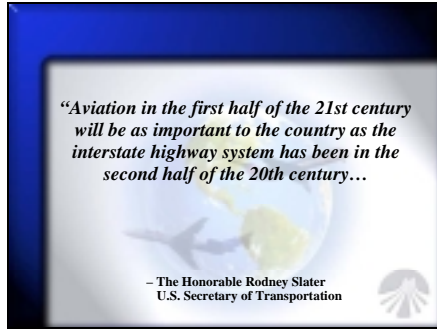 “Aviation in the first half of the 21st century
will be as important to the country as the
interstate highway system has been in the
second half of the 20th century…
– The Honorable Rodney Slater
U.S. Secretary of Transportation